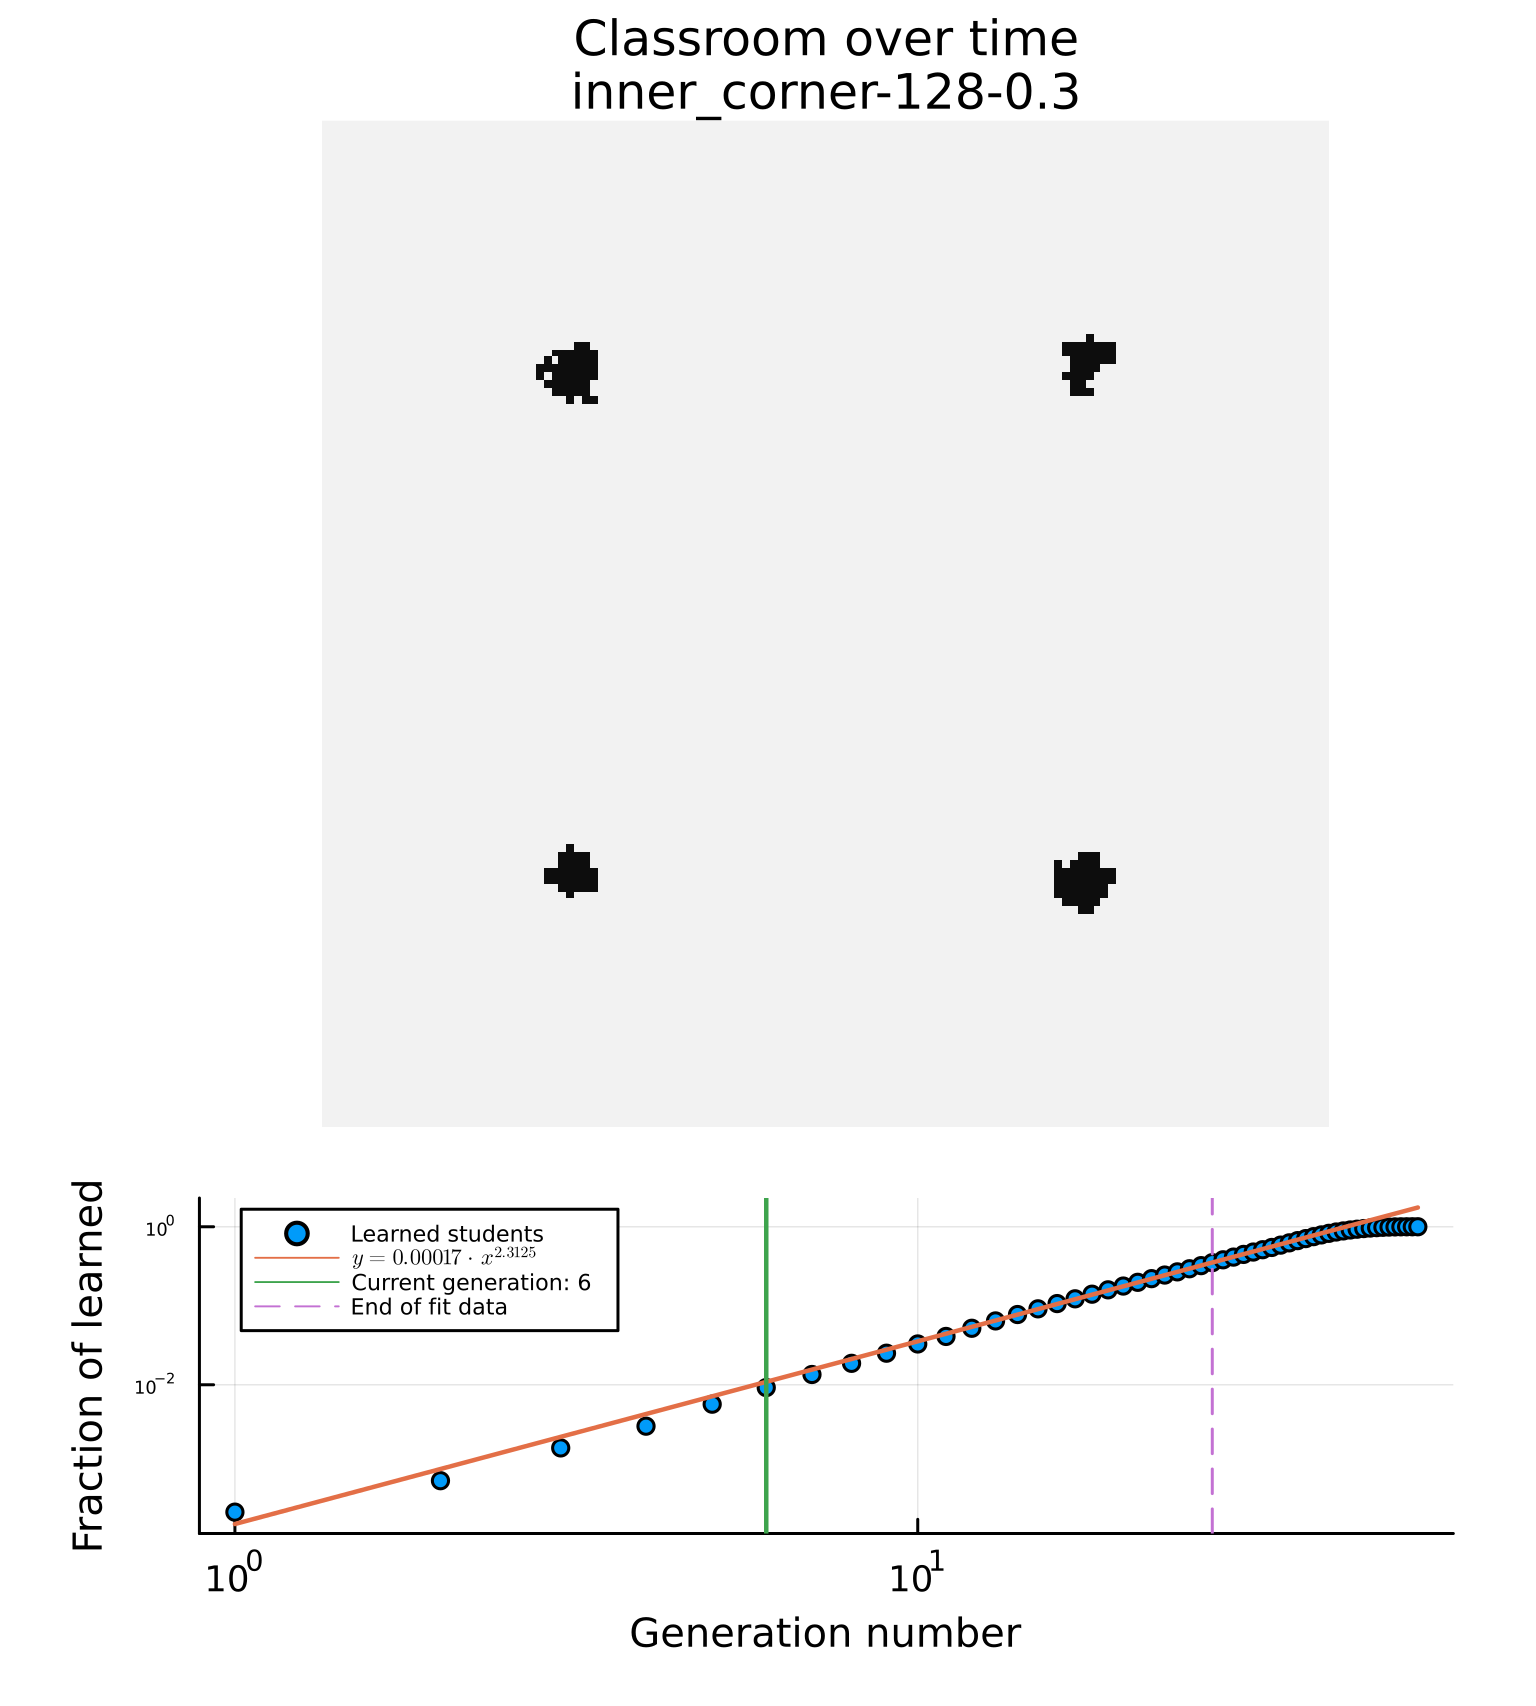 Classroom over time
inner_corner-128-0.3
Fraction of learned
10^0
10^-2
Learned students
y = 0.00017 · x^2.3125
Current generation: 6
End of fit data
10^0
10^1
Generation number